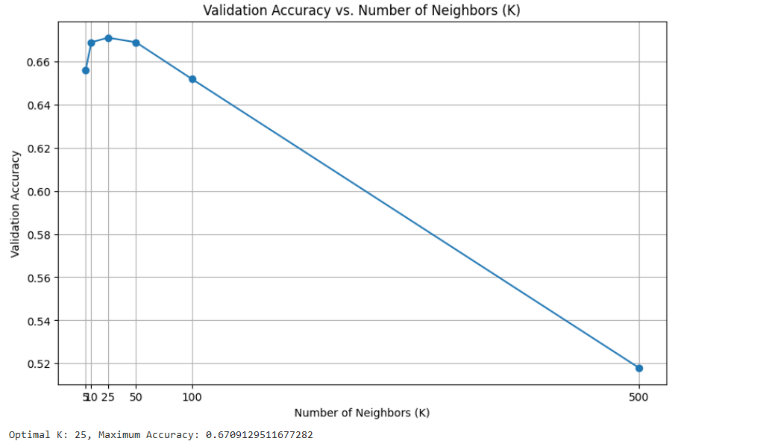 Validation Accuracy vs. Number of Neighbors (K)
0.66
0.64
0.62
0.60
0.58
0.56
0.54
0.52
Validation Accuracy
5 10 25 50 100 500
Number of Neighbors (K)
Optimal K: 25, Maximum Accuracy: 0.6709129511677282